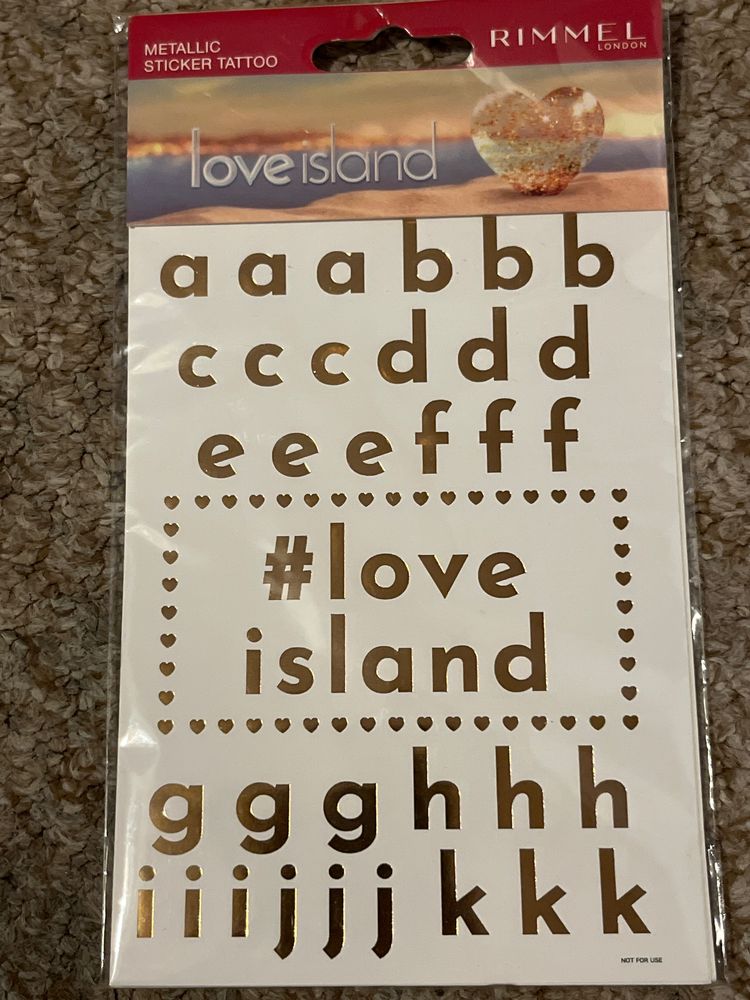 METALLIC
STICKER TATTOO
RIMMEL
LONDON
love island
a a a b b b
c c c d d d
e e e f f f
#love
island
g g g h h h
i i i j j j k k k
NOT FOR USE